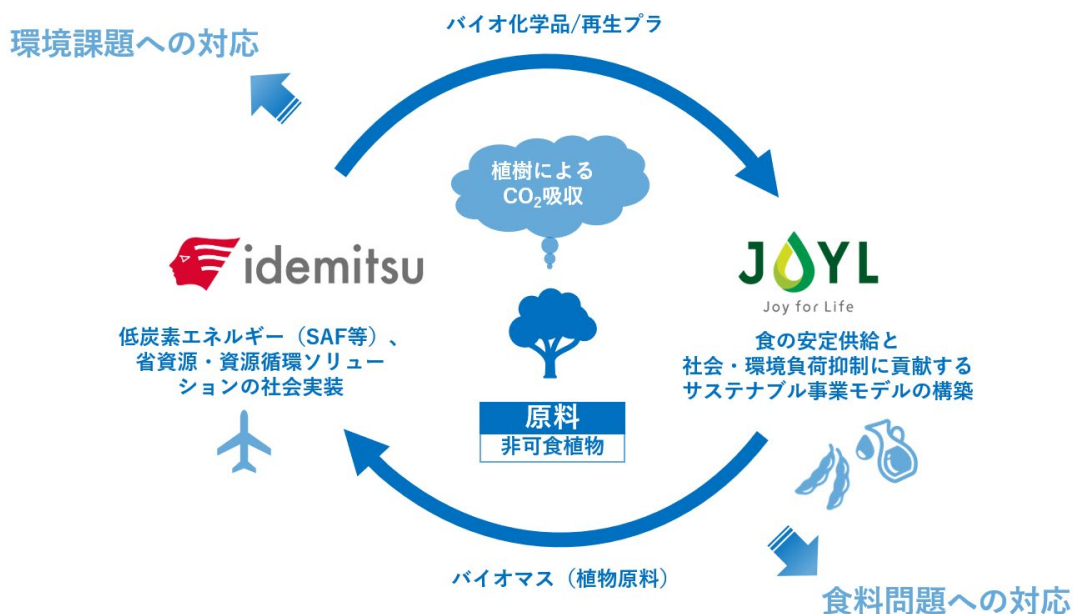 環境課題への対応
バイオ化学品/再生プラ
植樹による
CO₂吸収
idemitsu
JOYL
Joy for Life
低炭素エネルギー（SAF等）、
省資源・資源循環ソリュー
ションの社会実装
食の安定供給と
社会・環境負荷抑制に貢献する
サステナブル事業モデルの構築
原料
非可食植物
バイオマス（植物原料）
食料問題への対応